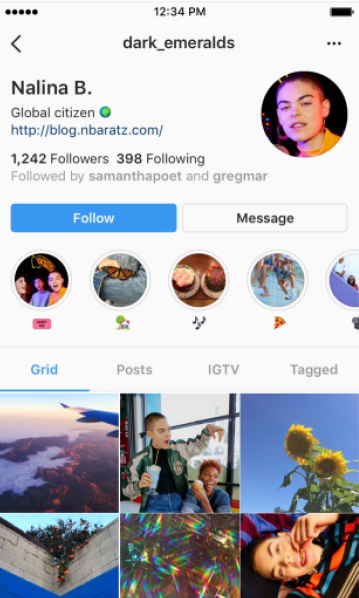 12:34 PM
dark_emeralds
Nalina B.
Global citizen
http://blog.nbaratz.com/
1,242 Followers 398 Following
Followed by samanthapoet and gregmar
Follow Message
Grid Posts IGTV Tagged